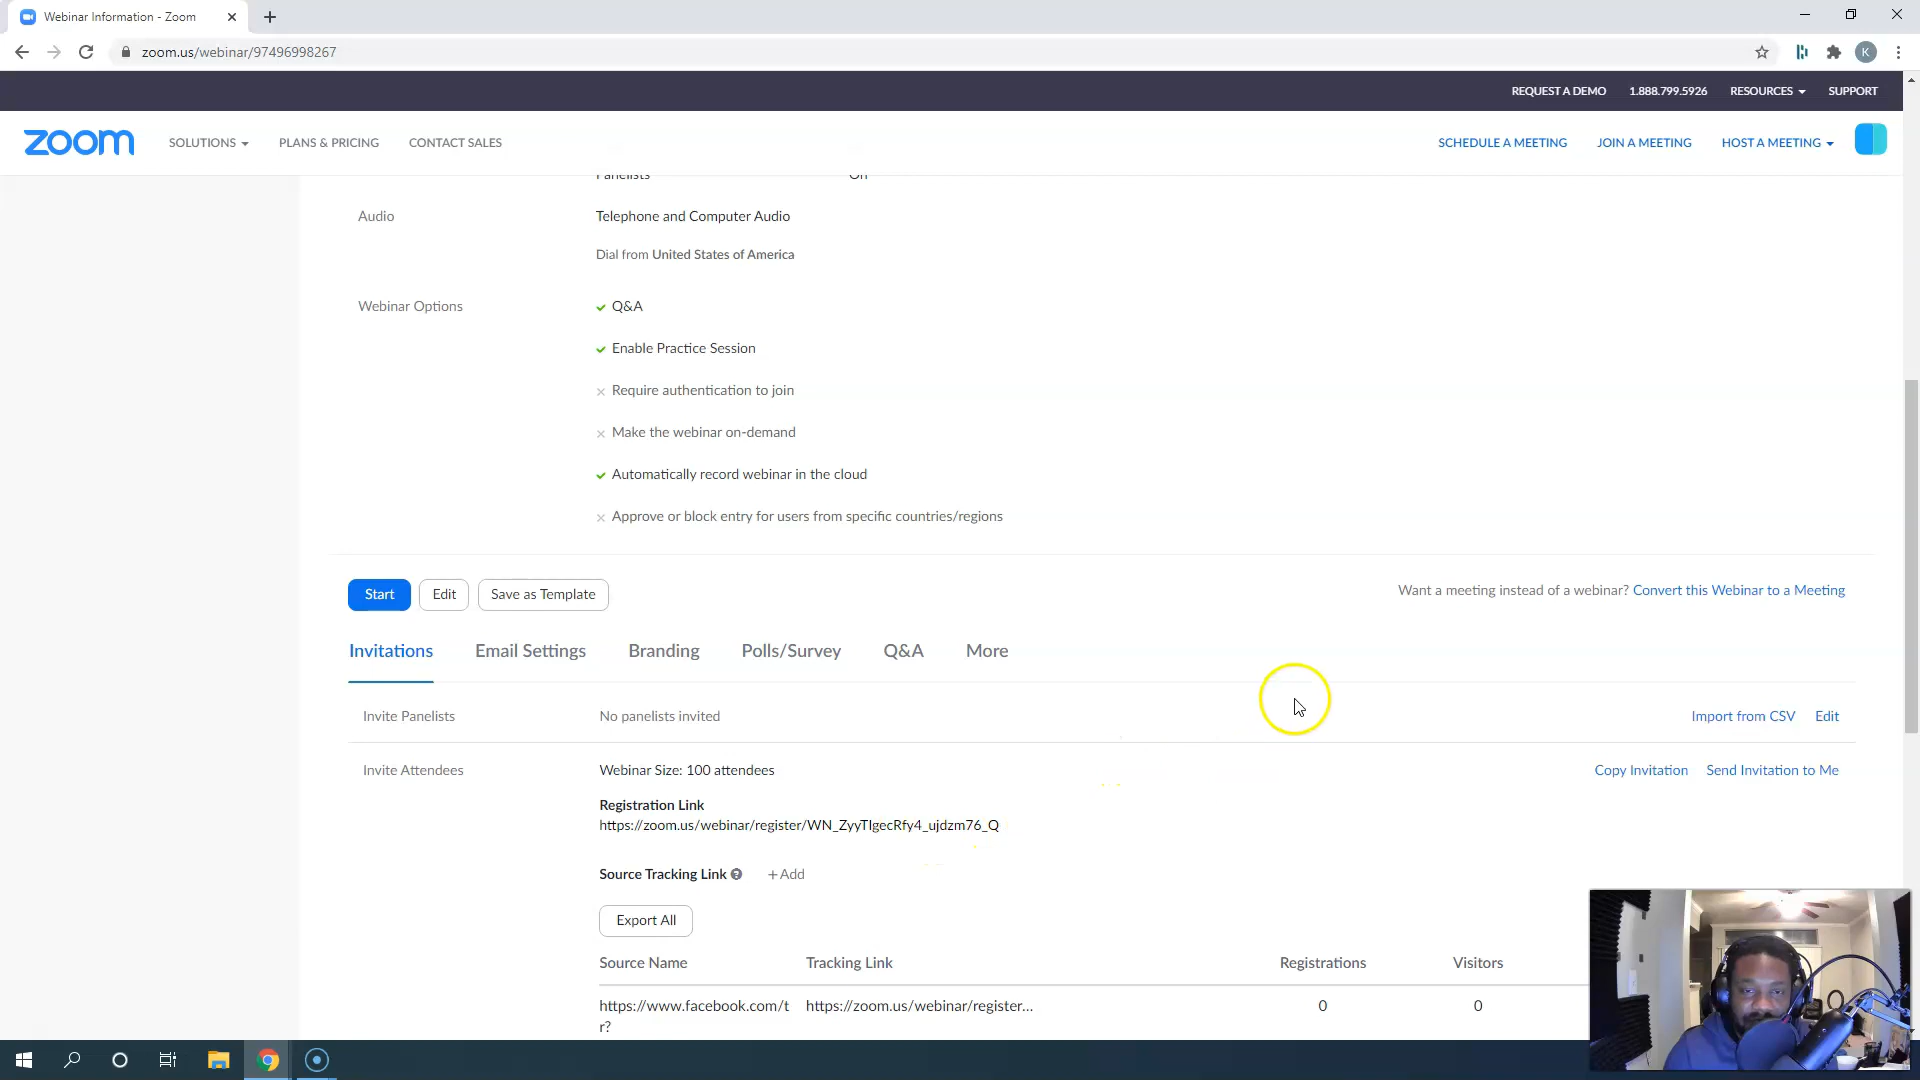 Webinar Information - Zoom
zoom.us/webinar/97496998267
K
REQUEST A DEMO
1.888.799.5926
RESOURCES
SUPPORT
zoom
SOLUTIONS
PLANS & PRICING
CONTACT SALES
SCHEDULE A MEETING
JOIN A MEETING
HOST A MEETING
Panelists On
Audio Telephone and Computer Audio
Dial from United States of America
Webinar Options Q&A
Enable Practice Session
Require authentication to join
Make the webinar on-demand
Automatically record webinar in the cloud
Approve or block entry for users from specific countries/regions
Start
Edit
Save as Template
Want a meeting instead of a webinar? Convert this Webinar to a Meeting
Invitations
Email Settings
Branding
Polls/Survey
Q&A
More
Invite Panelists No panelists invited Import from CSV Edit
Invite Attendees Webinar Size: 100 attendees Copy Invitation Send Invitation to Me
Registration Link
https://zoom.us/webinar/register/WN_ZyyTIgecRfy4_ujdzm76_Q
Source Tracking Link ? +Add
Export All
Source Name Tracking Link Registrations Visitors
https://www.facebook.com/t https://zoom.us/webinar/register... 0 0
r?